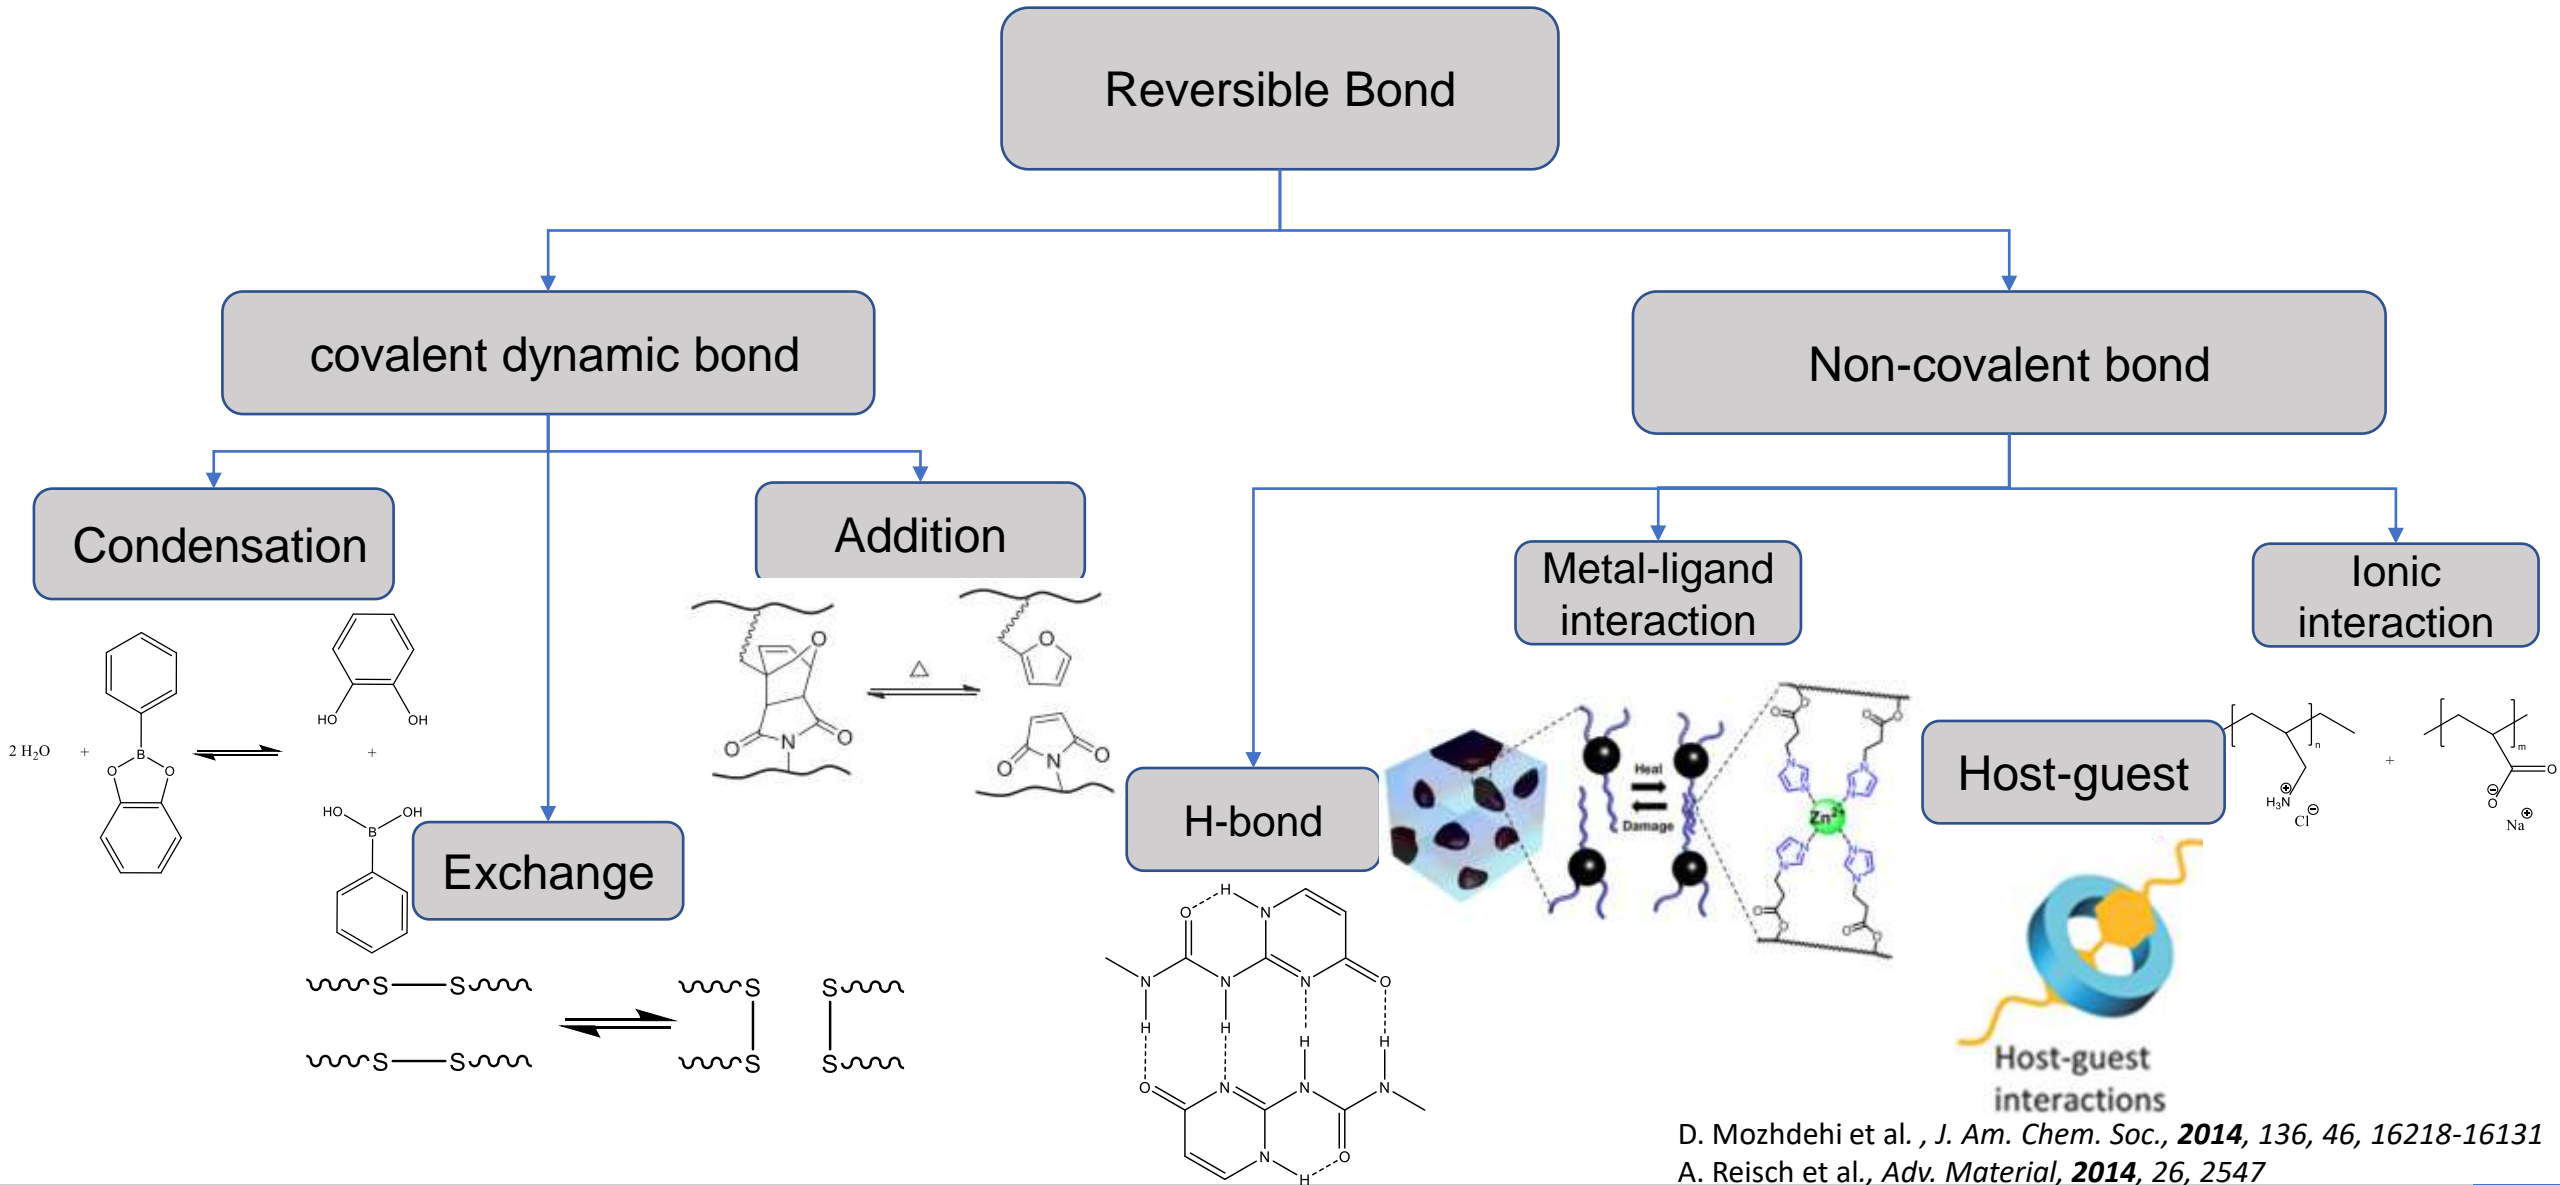 Reversible Bond
covalent dynamic bond
Non-covalent bond
Condensation
Addition
Metal-ligand
interaction
Ionic
interaction
Exchange
H-bond
Host-guest
2 H₂O + B O O
HO OH
+
HO OH
B
S S S S
S S S S
O
O N O
△
O
O N O
H
O N
N N N O
H H H H
O N N N
N O
H
Heal
Damage
O O O O
N N N N
N N N N
Zn²⁺
O O O O
n
H₃N ⊕
Cl ⊖
+
m
O
⊖
O
⊕
Na
Host-guest
interactions
D. Mozhdehi et al. , J. Am. Chem. Soc., 2014, 136, 46, 16218-16131
A. Reisch et al., Adv. Material, 2014, 26, 2547